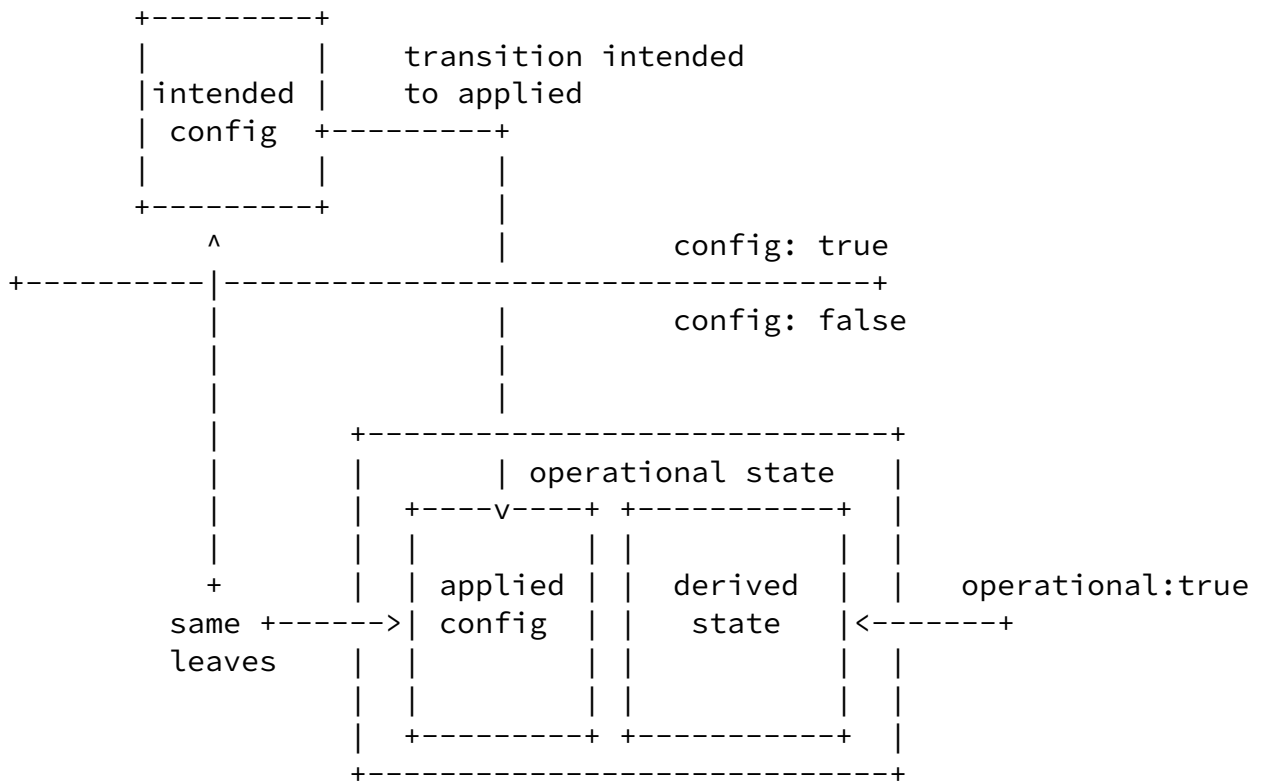 transition intended
intended to applied
config
config: true
config: false
operational state
+ applied derived operational:true
same config state
leaves